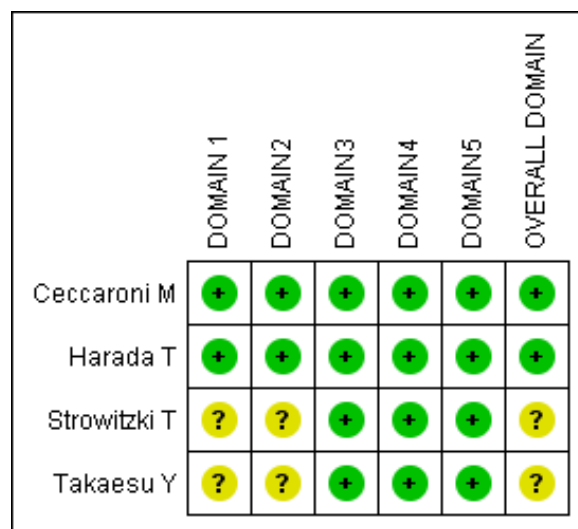 DOMAIN 1
DOMAIN2
DOMAIN3
DOMAIN4
DOMAIN5
OVERALL DOMAIN
Ceccaroni M + + + + + +
Harada T + + + + + +
Strowitzki T ? ? + + + ?
Takaesu Y ? ? + + + ?